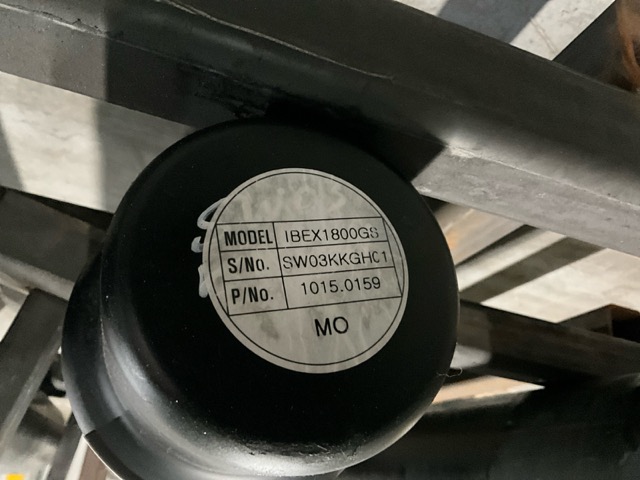 MODEL IBEX1800GS
S/No. SW03KKGHC1
P/No. 1015.0159
MO